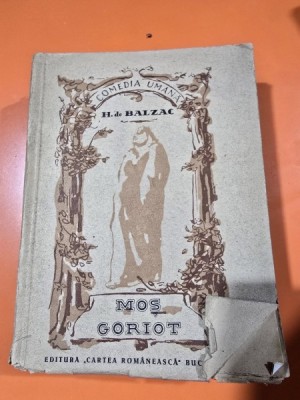 COMEDIA UMANĂ
H. de BALZAC
MOȘ
GORIOT
EDITURA „CARTEA ROMÂNEASCĂ" BUC